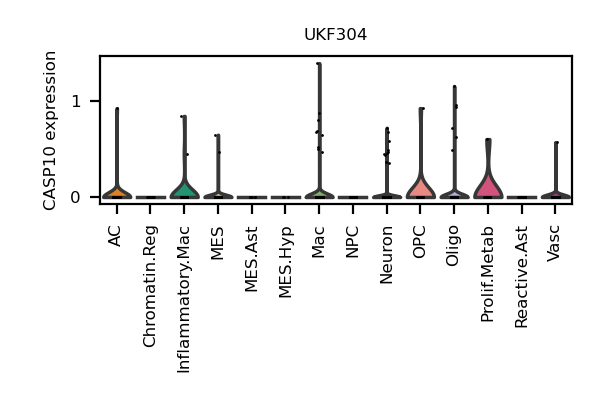 UKF304
CASP10 expression
1
0
AC
Chromatin.Reg
Inflammatory.Mac
MES
MES.Ast
MES.Hyp
Mac
NPC
Neuron
OPC
Oligo
Prolif.Metab
Reactive.Ast
Vasc